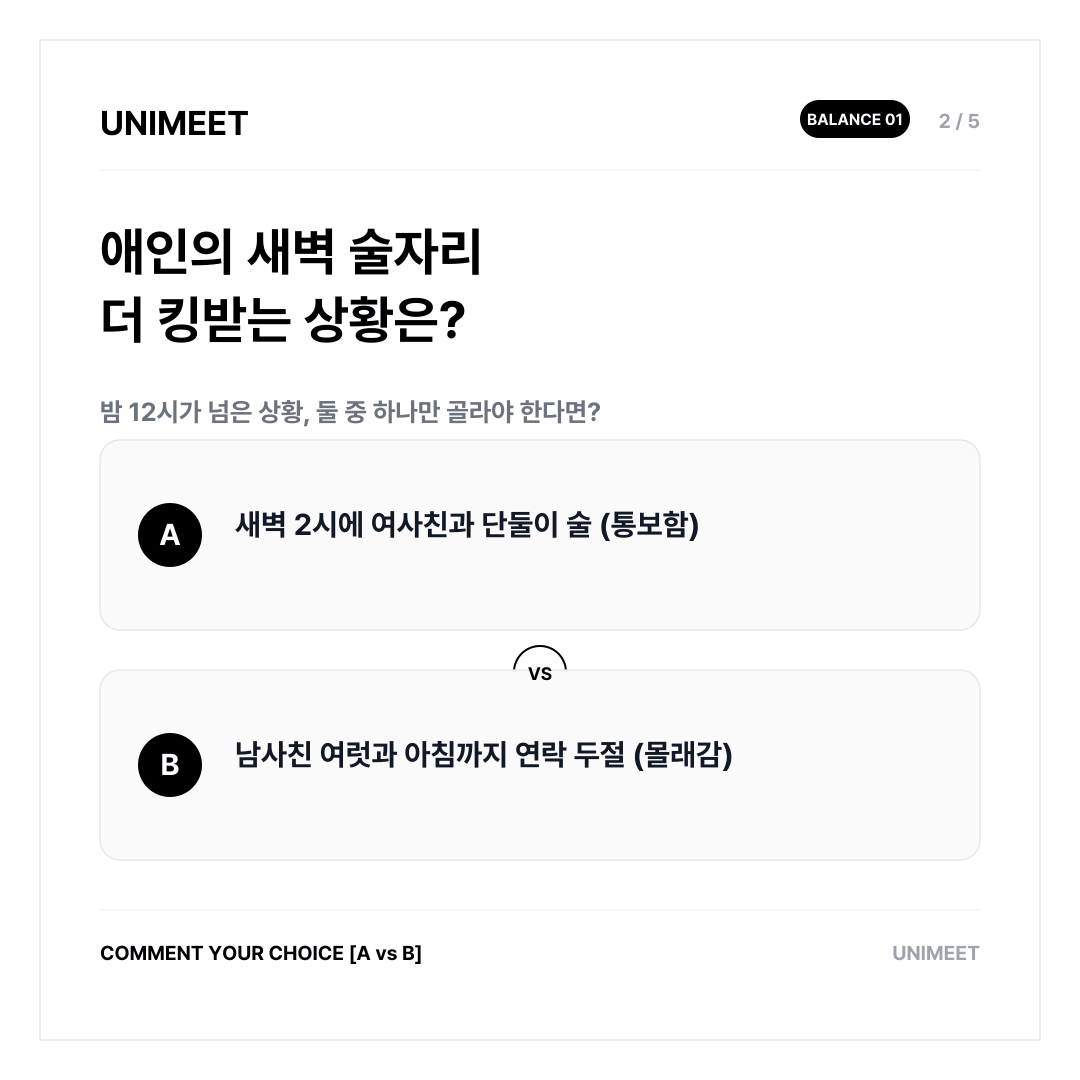 UNIMEET
BALANCE 01
2 / 5
애인의 새벽 술자리
더 킹받는 상황은?
밤 12시가 넘은 상황, 둘 중 하나만 골라야 한다면?
A
새벽 2시에 여사친과 단둘이 술 (통보함)
VS
B
남사친 여럿과 아침까지 연락 두절 (몰래감)
COMMENT YOUR CHOICE [A vs B]
UNIMEET